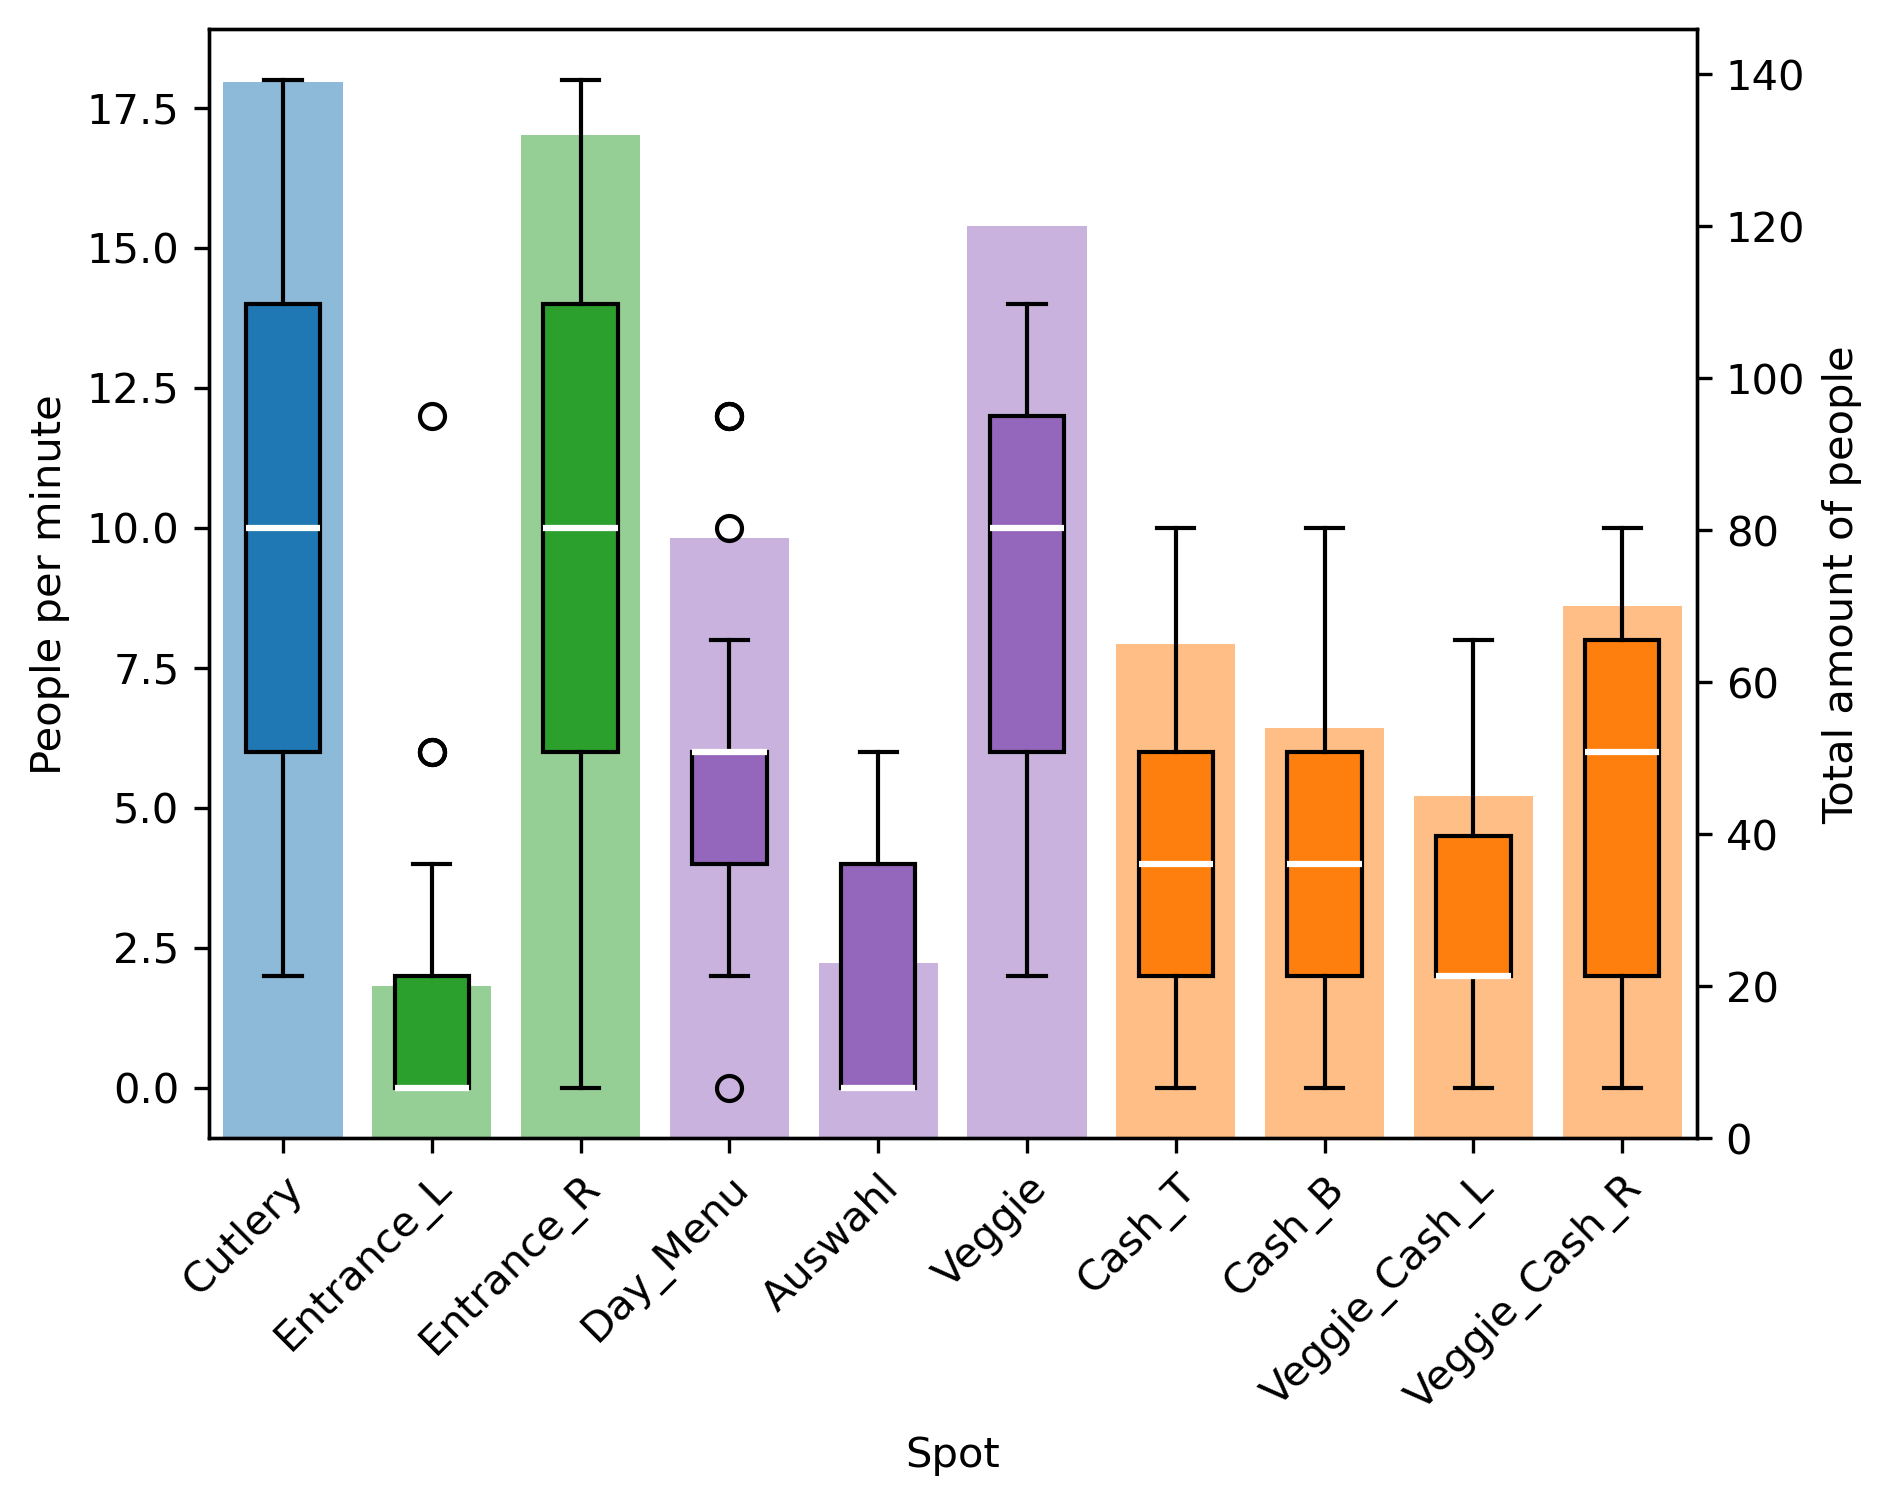 People per minute
17.5
15.0
12.5
10.0
7.5
5.0
2.5
0.0
140
120
100
80
60
40
20
0
Total amount of people
Cutlery
Entrance_L
Entrance_R
Day_Menu
Auswahl
Veggie
Cash_T
Cash_B
Veggie_Cash_L
Veggie_Cash_R
Spot